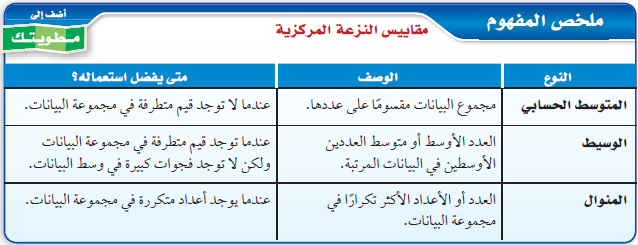 ملخص المفهوم
مقاييس النزعة المركزية
أضف إلى
مطويتك
النوع
الوصف
متى يفضل استعماله؟
المتوسط الحسابي
مجموع البيانات مقسومًا على عددها.
عندما لا توجد قيم متطرفة في مجموعة البيانات.
الوسيط
العدد الأوسط أو متوسط العددين
الأوسطين في البيانات المرتبة.
عندما توجد قيم متطرفة في مجموعة البيانات
ولكن لا توجد فجوات كبيرة في وسط البيانات.
المنوال
العدد أو الأعداد الأكثر تكرارًا في
مجموعة البيانات.
عندما يوجد أعداد متكررة في مجموعة البيانات.